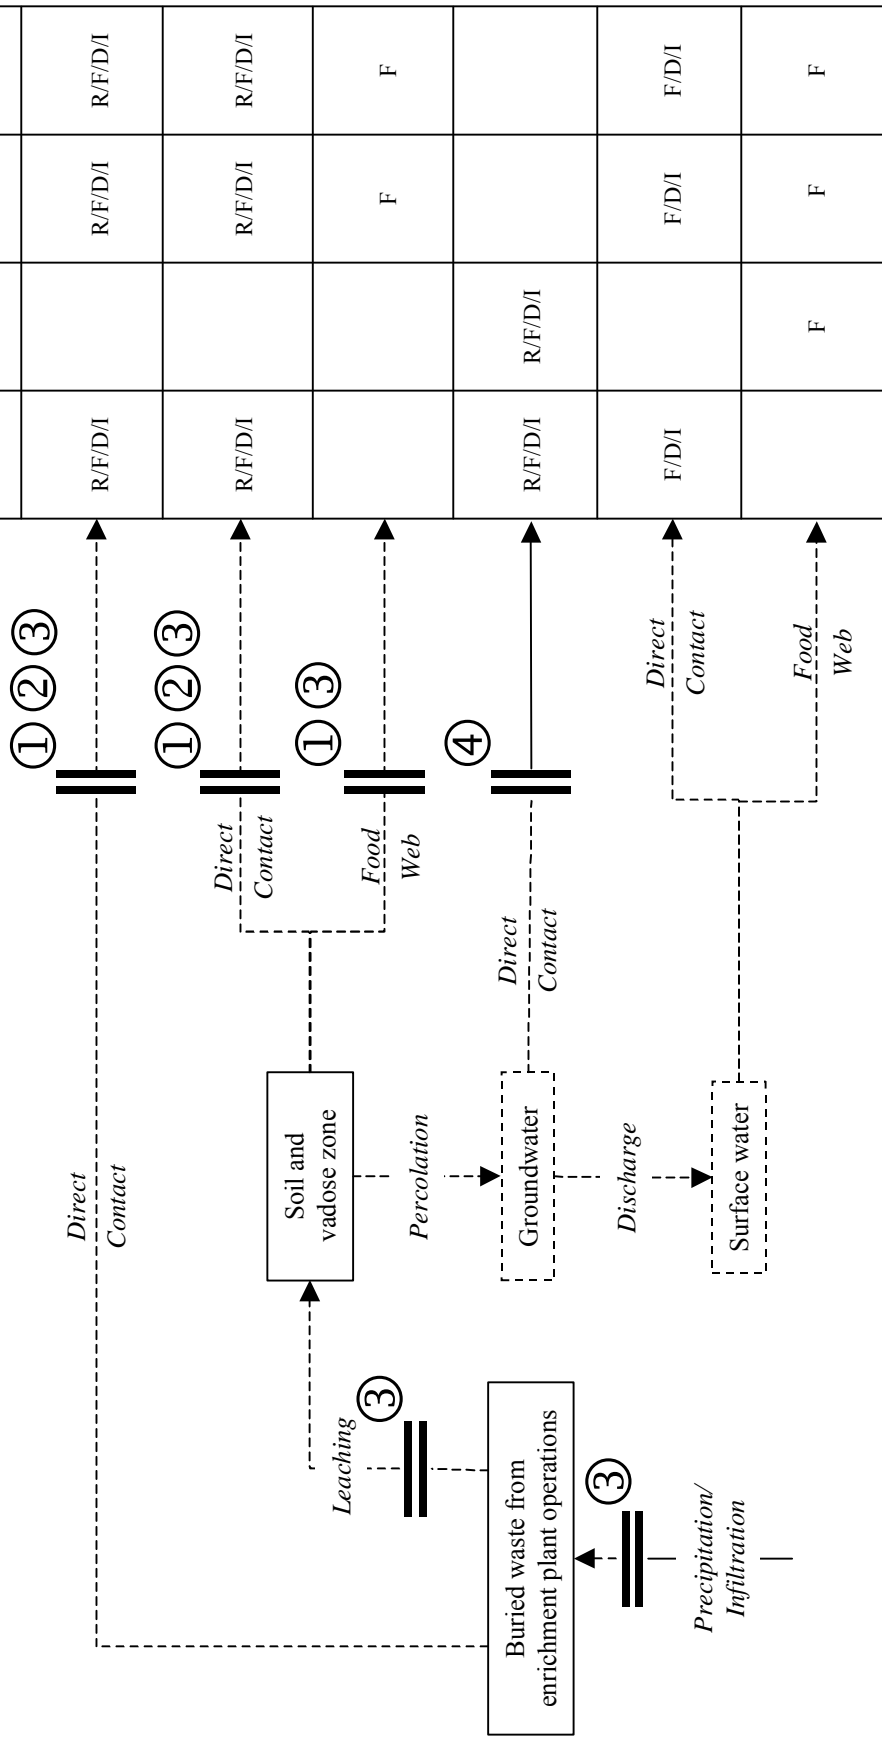 R/F/D/I
R/F/D/I
F
F/D/I
F
R/F/D/I
R/F/D/I
F
F/D/I
F
R/F/D/I
F
R/F/D/I
R/F/D/I
R/F/D/I
F/D/I
① ② ③
① ② ③
① ③
④
Direct
Contact
Food
Web
Direct
Contact
Food
Web
Direct
Contact
Direct
Contact
Soil and
vadose zone
Percolation
Groundwater
Discharge
Surface water
Leaching
③
Buried waste from
enrichment plant operations
③
Precipitation/
Infiltration